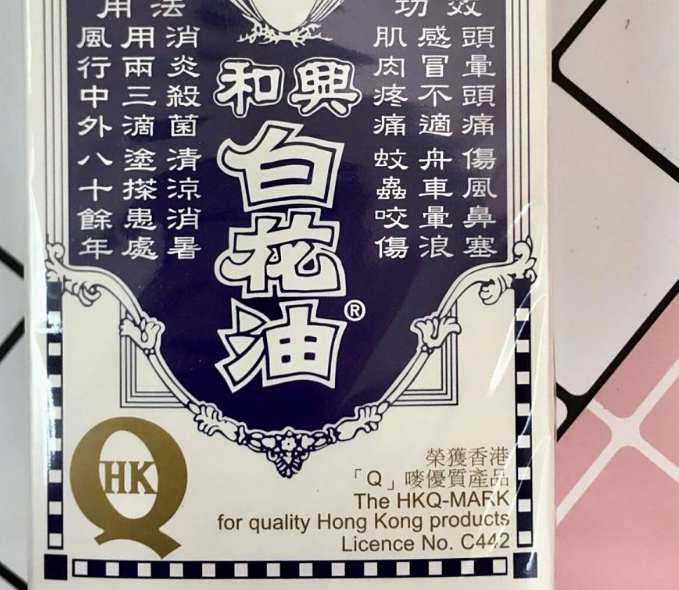 功效
頭暈頭痛傷風鼻塞
感冒不適舟車暈浪
肌肉疼痛蚊蟲咬傷
和興
白花油®
用法
消炎殺菌清涼消暑
用兩三滴塗搽患處
風行中外八十餘年
HK
榮獲香港
「Q」嘜優質產品
The HKQ-MARK
for quality Hong Kong products
Licence No. C442